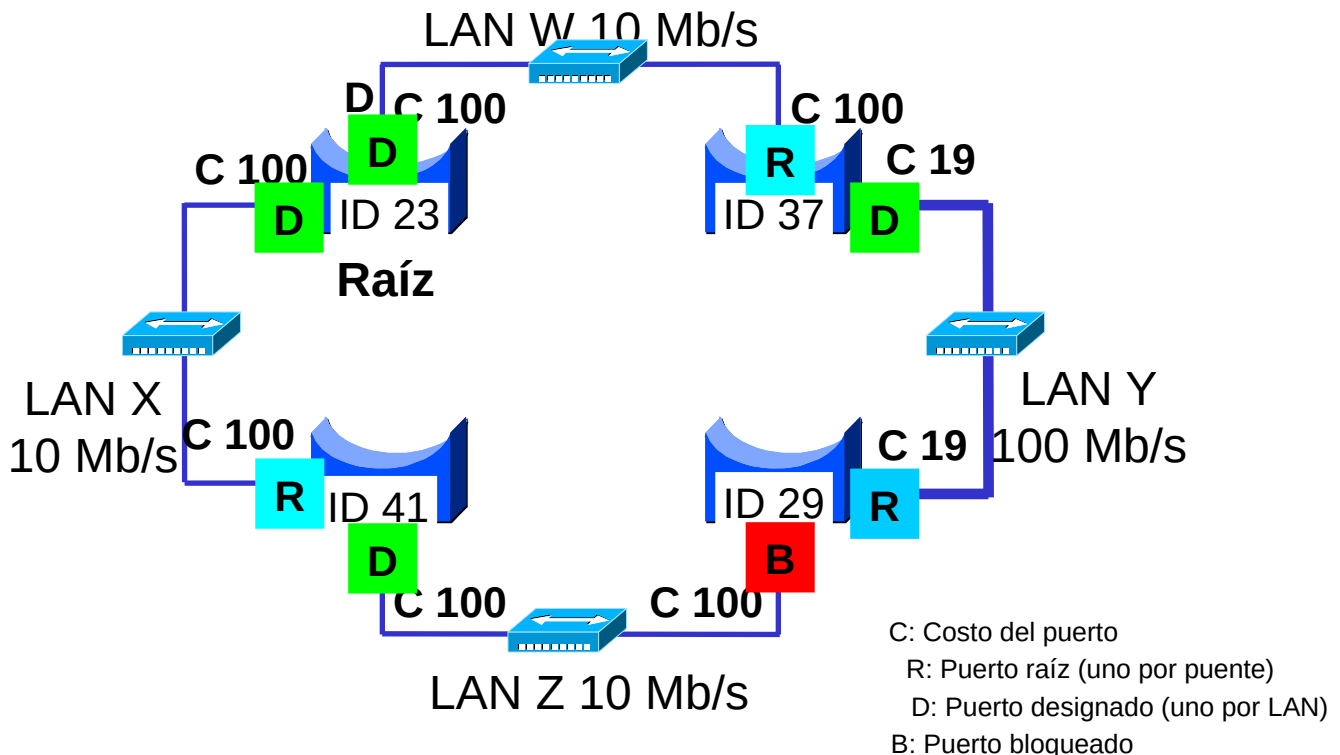 LAN W 10 Mb/s
D
C 100
C 100
D
C 100
R
C 19
D
ID 23
ID 37
D
Raíz
LAN X
10 Mb/s
LAN Y
100 Mb/s
C 100
C 19
R
ID 41
ID 29
R
D
B
C 100
C 100
LAN Z 10 Mb/s
C: Costo del puerto
R: Puerto raíz (uno por puente)
D: Puerto designado (uno por LAN)
B: Puerto bloqueado